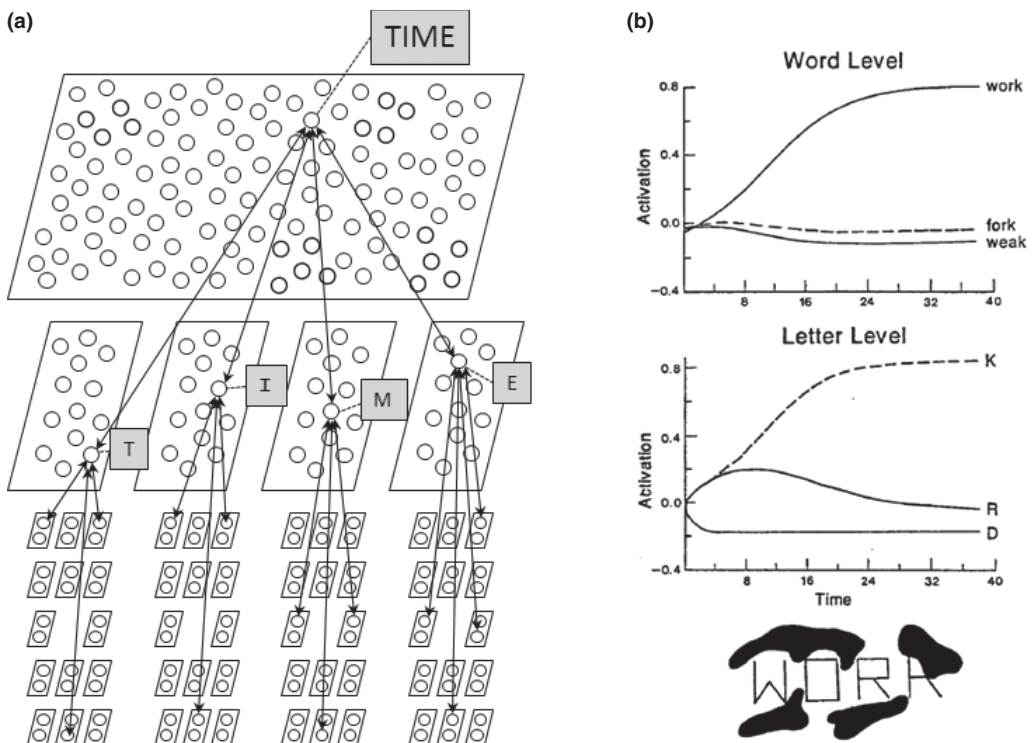 (a)
TIME
T
I
M
E
(b)
Word Level
Activation
0.8
0.4
0.0
−0.4
8
16
24
32
40
work
fork
weak
Letter Level
Activation
0.8
0.4
0.0
−0.4
8
16
24
32
40
Time
K
R
D
WORK